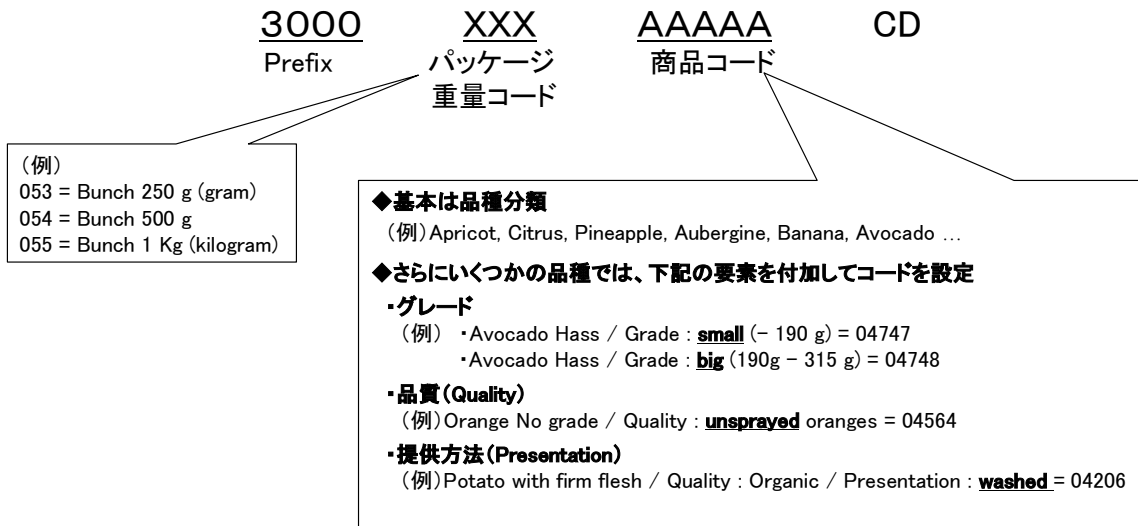 3000 XXX AAAAA CD
Prefix パッケージ 商品コード
重量コード
(例)
053 = Bunch 250 g (gram)
054 = Bunch 500 g
055 = Bunch 1 Kg (kilogram)
◆基本は品種分類
(例)Apricot, Citrus, Pineapple, Aubergine, Banana, Avocado …
◆さらにいくつかの品種では、下記の要素を付加してコードを設定
・グレード
(例) ・Avocado Hass / Grade : small (- 190 g) = 04747
・Avocado Hass / Grade : big (190g - 315 g) = 04748
・品質(Quality)
(例)Orange No grade / Quality : unsprayed oranges = 04564
・提供方法(Presentation)
(例)Potato with firm flesh / Quality : Organic / Presentation : washed = 04206